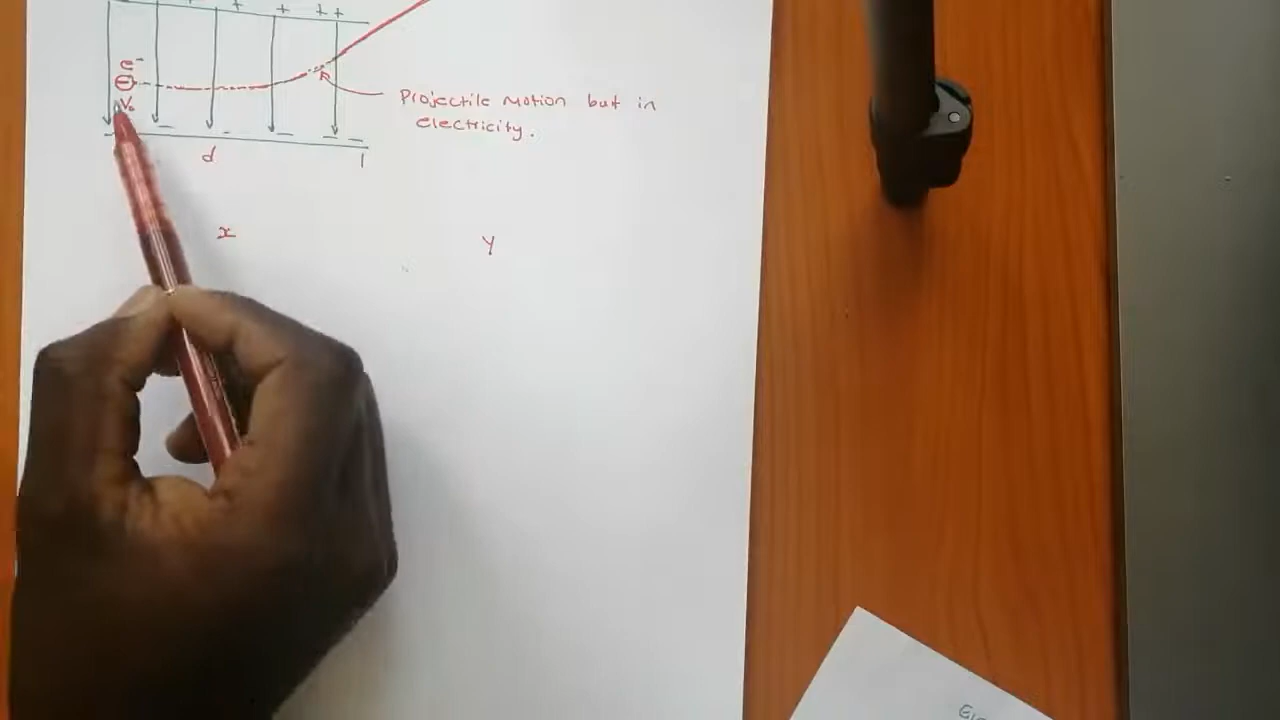 + + + +
e⁻
V₀
Projectile Motion but in
electricity.
- - - - -
d
x y